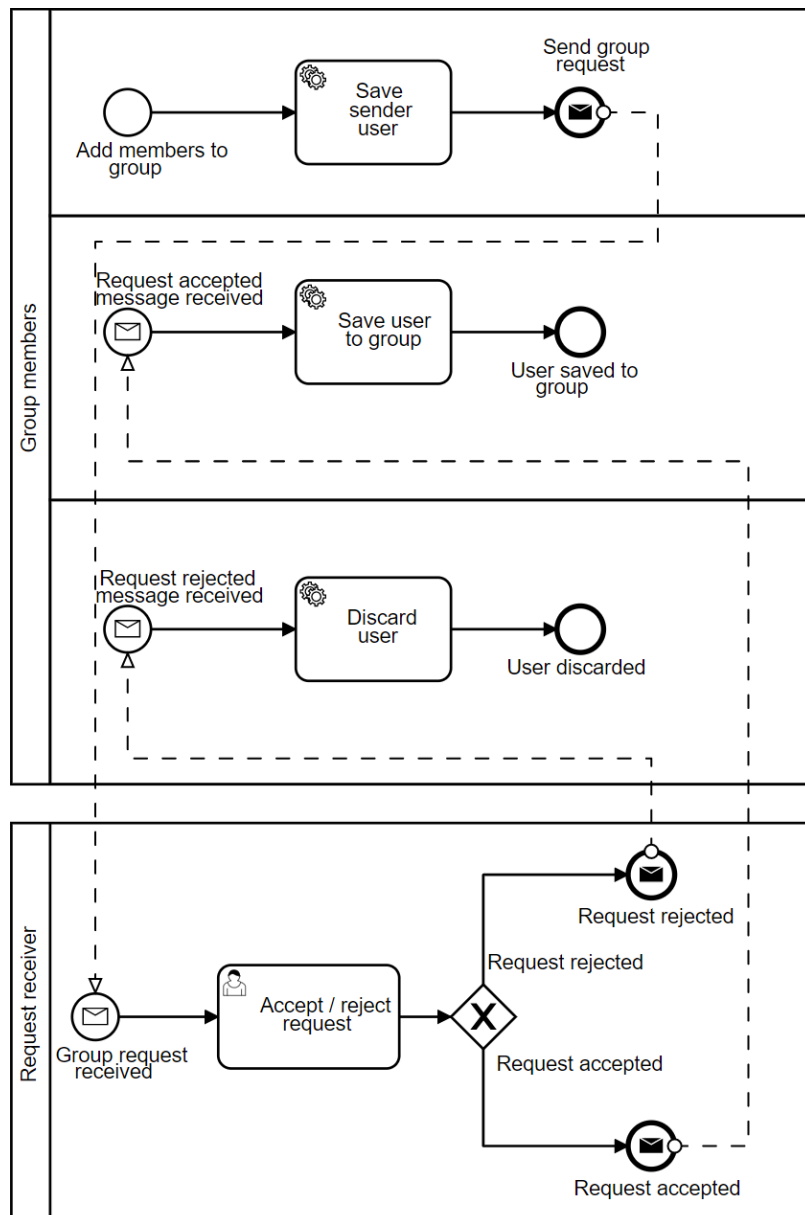 Send group
request
Save
sender
user
Add members to
group
Group members
Request accepted
message received
Save user
to group
User saved to
group
Request rejected
message received
Discard
user
User discarded
Request receiver
Request rejected
Request rejected
Accept / reject
request
X
Group request
received
Request accepted
Request accepted